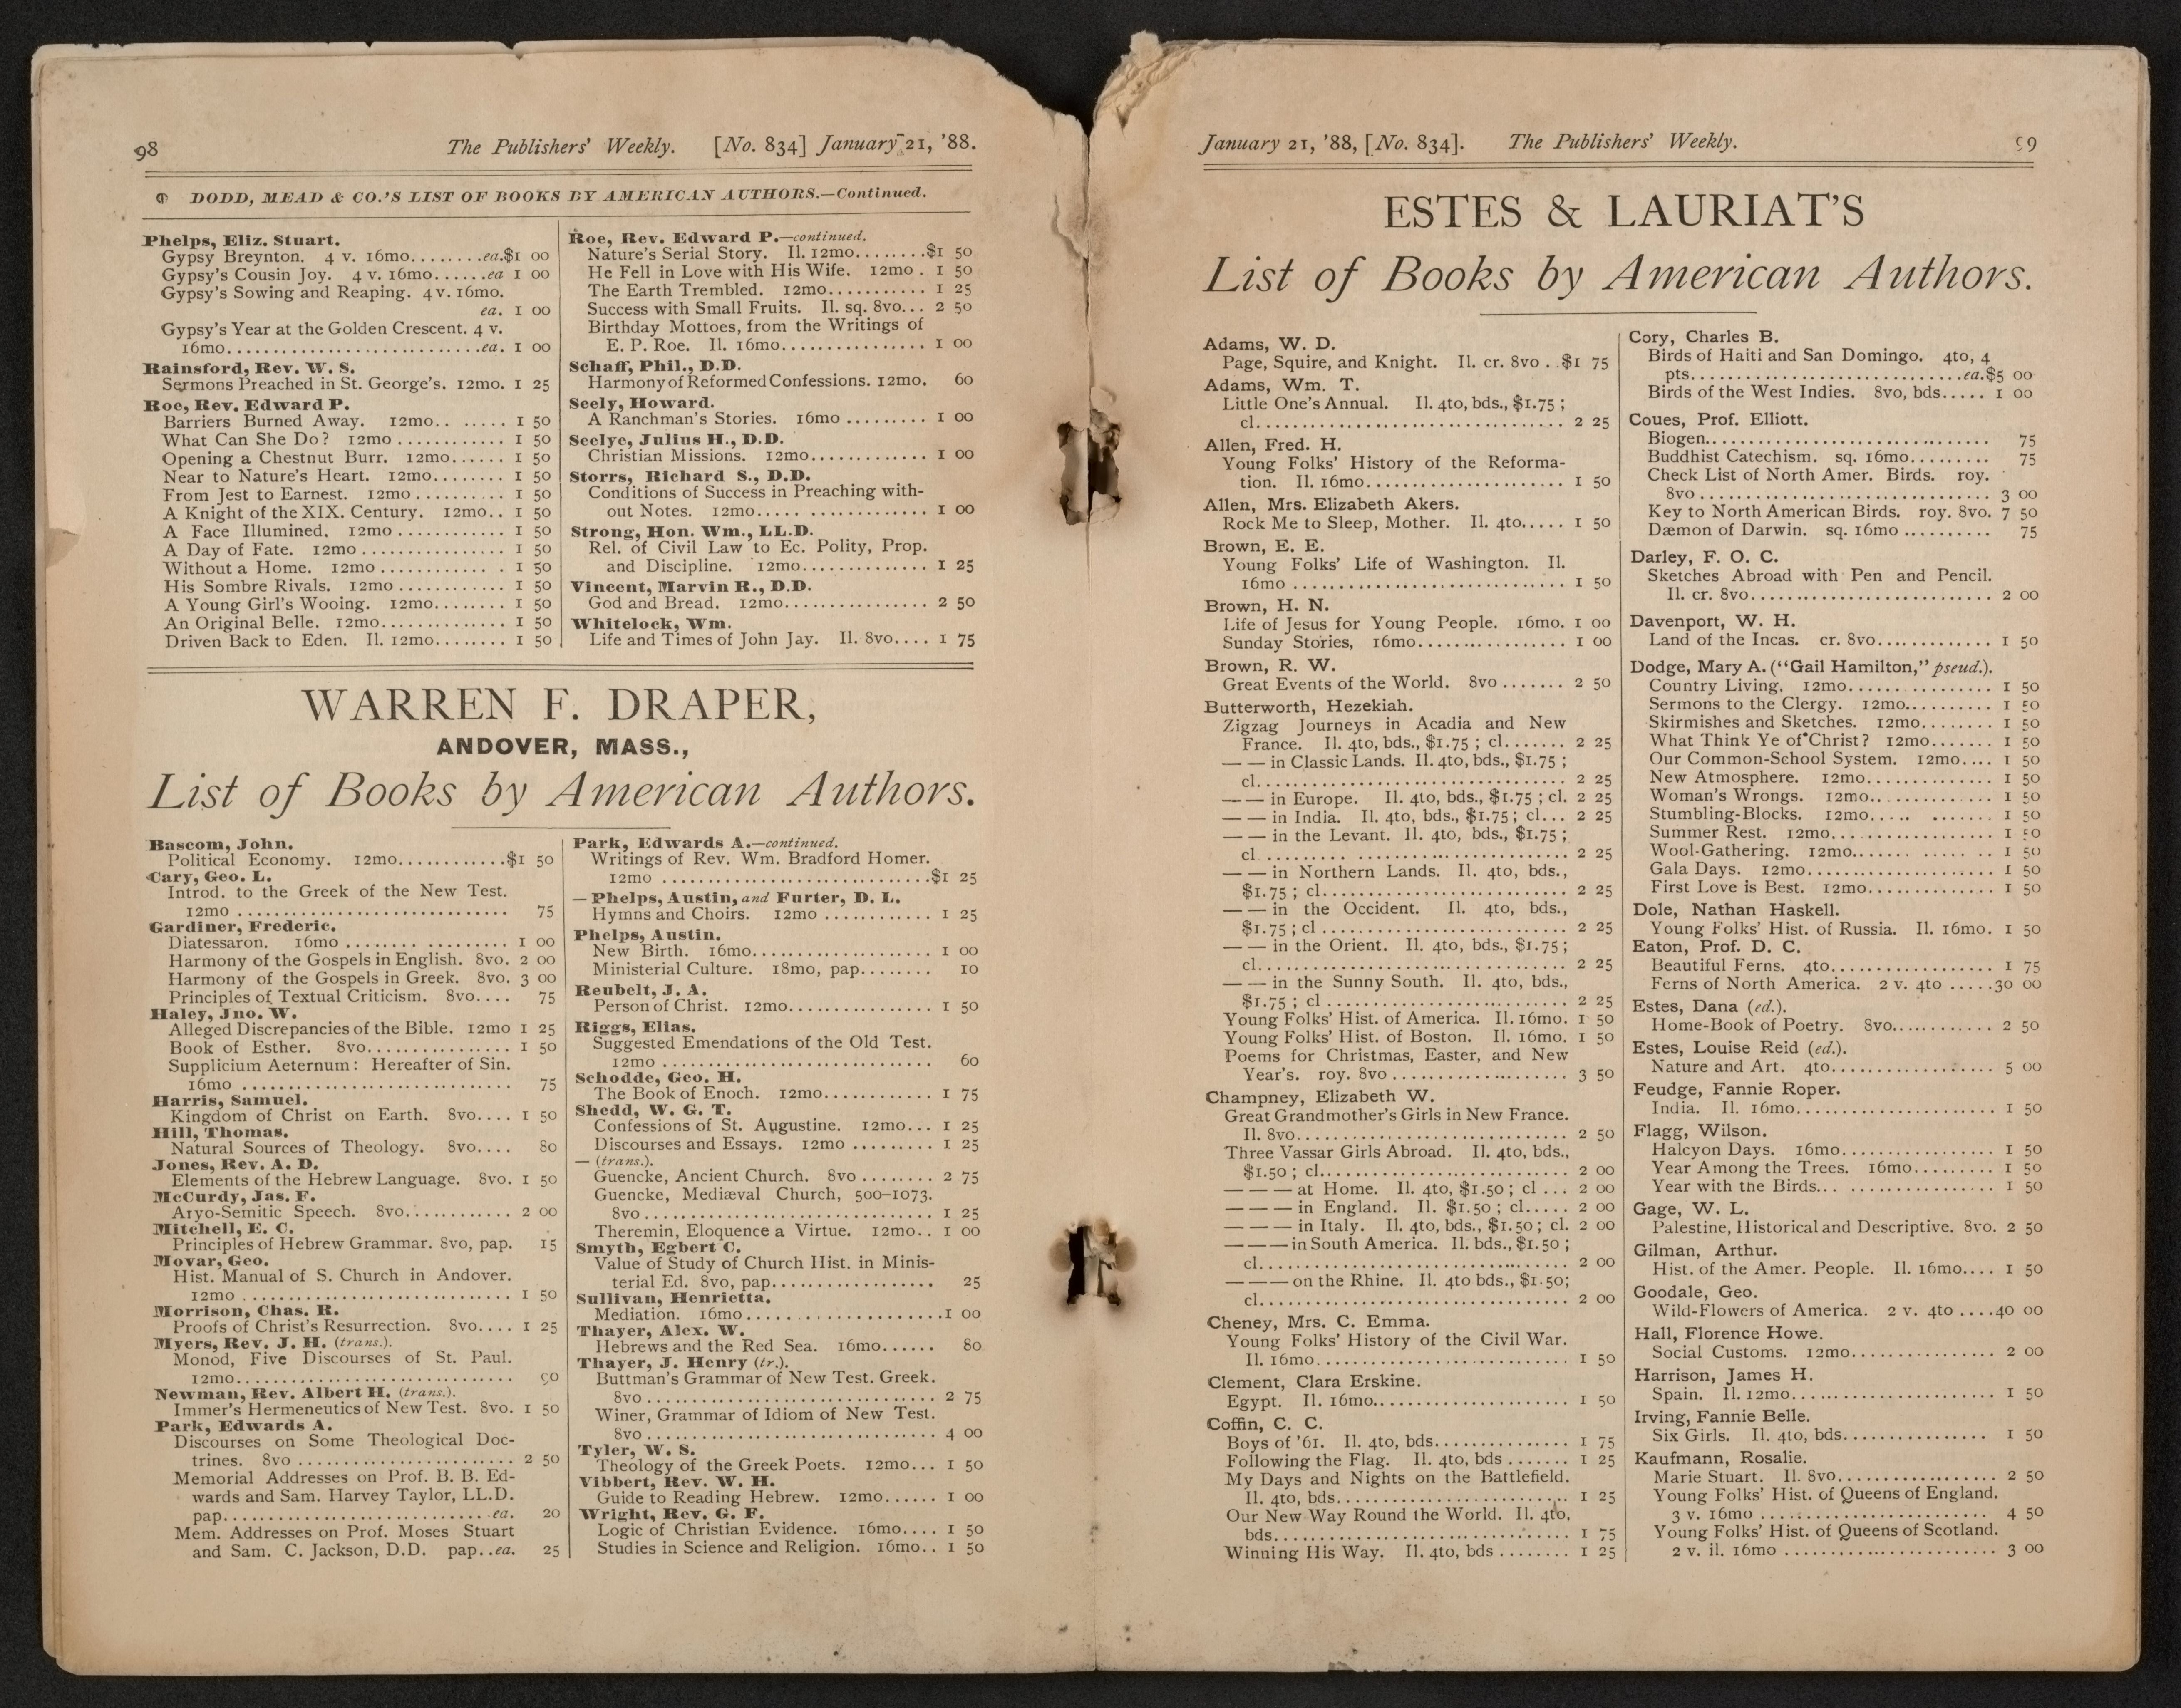 98 The Publishers' Weekly. [No. 834] January 21, '88.
DODD, MEAD & CO.'S LIST OF BOOKS BY AMERICAN AUTHORS.—Continued.
Phelps, Eliz. Stuart.
Gypsy Breynton. 4 v. 16mo........ea.$1 00
Gypsy's Cousin Joy. 4 v. 16mo......ea 1 00
Gypsy's Sowing and Reaping. 4 v. 16mo.
ea. 1 00
Gypsy's Year at the Golden Crescent. 4 v.
16mo............................ea. 1 00
Rainsford, Rev. W. S.
Sermons Preached in St. George's. 12mo. 1 25
Roe, Rev. Edward P.
Barriers Burned Away. 12mo.. ...... 1 50
What Can She Do? 12mo ............ 1 50
Opening a Chestnut Burr. 12mo...... 1 50
Near to Nature's Heart. 12mo........ 1 50
From Jest to Earnest. 12mo .......... 1 50
A Knight of the XIX. Century. 12mo.. 1 50
A Face Illumined. 12mo ............ 1 50
A Day of Fate. 12mo ................ 1 50
Without a Home. 12mo ............. . 1 50
His Sombre Rivals. 12mo ............ 1 50
A Young Girl's Wooing. 12mo........ 1 50
An Original Belle. 12mo.............. 1 50
Driven Back to Eden. Il. 12mo........ 1 50
Roe, Rev. Edward P.—continued.
Nature's Serial Story. Il. 12mo........$1 50
He Fell in Love with His Wife. 12mo . 1 50
The Earth Trembled. 12mo........... 1 25
Success with Small Fruits. Il. sq. 8vo... 2 50
Birthday Mottoes, from the Writings of
E. P. Roe. Il. 16mo................ 1 00
Schaff, Phil., D.D.
Harmony of Reformed Confessions. 12mo. 60
Seely, Howard.
A Ranchman's Stories. 16mo ......... 1 00
Seelye, Julius H., D.D.
Christian Missions. 12mo............. 1 00
Storrs, Richard S., D.D.
Conditions of Success in Preaching with-
out Notes. 12mo..... .............. 1 00
Strong, Hon. Wm., LL.D.
Rel. of Civil Law to Ec. Polity, Prop.
and Discipline. 12mo.............. 1 25
Vincent, Marvin R., D.D.
God and Bread. 12mo................ 2 50
Whitelock, Wm.
Life and Times of John Jay. Il. 8vo.... 1 75
WARREN F. DRAPER,
ANDOVER, MASS.,
List of Books by American Authors.
Bascom, John.
Political Economy. 12mo............$1 50
Cary, Geo. L.
Introd. to the Greek of the New Test.
12mo .............................. 75
Gardiner, Frederic.
Diatessaron. 16mo ........ ......... 1 00
Harmony of the Gospels in English. 8vo. 2 00
Harmony of the Gospels in Greek. 8vo. 3 00
Principles of Textual Criticism. 8vo.... 75
Haley, Jno. W.
Alleged Discrepancies of the Bible. 12mo 1 25
Book of Esther. 8vo................ 1 50
Supplicium Aeternum: Hereafter of Sin.
16mo ............................. 75
Harris, Samuel.
Kingdom of Christ on Earth. 8vo.... 1 50
Hill, Thomas.
Natural Sources of Theology. 8vo.... 80
Jones, Rev. A. D.
Elements of the Hebrew Language. 8vo. 1 50
McCurdy, Jas. F.
Aryo-Semitic Speech. 8vo............ 2 00
Mitchell, E. C.
Principles of Hebrew Grammar. 8vo, pap. 15
Movar, Geo.
Hist. Manual of S. Church in Andover.
12mo ............................. 1 50
Morrison, Chas. R.
Proofs of Christ's Resurrection. 8vo.... 1 25
Myers, Rev. J. H. (trans.).
Monod, Five Discourses of St. Paul.
12mo................................. 90
Newman, Rev. Albert H. (trans.).
Immer's Hermeneutics of New Test. 8vo. 1 50
Park, Edwards A.
Discourses on Some Theological Doc-
trines. 8vo ........................ 2 50
Memorial Addresses on Prof. B. B. Ed-
wards and Sam. Harvey Taylor, LL.D.
pap..............................ea. 20
Mem. Addresses on Prof. Moses Stuart
and Sam. C. Jackson, D.D. pap..ea. 25
Park, Edwards A.—continued.
Writings of Rev. Wm. Bradford Homer.
12mo .............................$1 25
— Phelps, Austin, and Furter, D. L.
Hymns and Choirs. 12mo ............ 1 25
Phelps, Austin.
New Birth. 16mo.................... 1 00
Ministerial Culture. 18mo, pap........ 10
Reubelt, J. A.
Person of Christ. 12mo................ 1 50
Riggs, Elias.
Suggested Emendations of the Old Test.
12mo .............................. 60
Schodde, Geo. H.
The Book of Enoch. 12mo............ 1 75
Shedd, W. G. T.
Confessions of St. Augustine. 12mo... 1 25
Discourses and Essays. 12mo ......... 1 25
— (trans.).
Guencke, Ancient Church. 8vo ........ 2 75
Guencke, Mediæval Church, 500–1073.
8vo................................ 1 25
Theremin, Eloquence a Virtue. 12mo.. 1 00
Smyth, Egbert C.
Value of Study of Church Hist. in Minis-
terial Ed. 8vo, pap................. 25
Sullivan, Henrietta.
Mediation. 16mo .....................1 00
Thayer, Alex. W.
Hebrews and the Red Sea. 16mo...... 80
Thayer, J. Henry (tr.).
Buttman's Grammar of New Test. Greek.
8vo ................................ 2 75
Winer, Grammar of Idiom of New Test.
8vo ................................ 4 00
Tyler, W. S.
Theology of the Greek Poets. 12mo... 1 50
Vibbert, Rev. W. H.
Guide to Reading Hebrew. 12mo...... 1 00
Wright, Rev. G. F.
Logic of Christian Evidence. 16mo.... 1 50
Studies in Science and Religion. 16mo.. 1 50
January 21, '88, [No. 834]. The Publishers' Weekly. 99
ESTES & LAURIAT'S
List of Books by American Authors.
Adams, W. D.
Page, Squire, and Knight. Il. cr. 8vo . .$1 75
Adams, Wm. T.
Little One's Annual. Il. 4to, bds., $1.75 ;
cl.................................. 2 25
Allen, Fred. H.
Young Folks' History of the Reforma-
tion. Il. 16mo...................... 1 50
Allen, Mrs. Elizabeth Akers.
Rock Me to Sleep, Mother. Il. 4to..... 1 50
Brown, E. E.
Young Folks' Life of Washington. Il.
16mo .............................. 1 50
Brown, H. N.
Life of Jesus for Young People. 16mo. 1 00
Sunday Stories, 16mo................ 1 00
Brown, R. W.
Great Events of the World. 8vo ....... 2 50
Butterworth, Hezekiah.
Zigzag Journeys in Acadia and New
France. Il. 4to, bds., $1.75 ; cl....... 2 25
— — in Classic Lands. Il. 4to, bds., $1.75 ;
cl.................................. 2 25
— — in Europe. Il. 4to, bds., $1.75 ; cl. 2 25
— — in India. Il. 4to, bds., $1.75 ; cl... 2 25
— — in the Levant. Il. 4to, bds., $1.75 ;
cl.................................. 2 25
— — in Northern Lands. Il. 4to, bds.,
$1.75 ; cl........................... 2 25
— — in the Occident. Il. 4to, bds.,
$1.75 ; cl .......................... 2 25
— — in the Orient. Il. 4to, bds., $1.75 ;
cl.................................. 2 25
— — in the Sunny South. Il. 4to, bds.,
$1.75 ; cl .......................... 2 25
Young Folks' Hist. of America. Il. 16mo. 1 50
Young Folks' Hist. of Boston. Il. 16mo. 1 50
Poems for Christmas, Easter, and New
Year's. roy. 8vo ................... 3 50
Champney, Elizabeth W.
Great Grandmother's Girls in New France.
Il. 8vo.............................. 2 50
Three Vassar Girls Abroad. Il. 4to, bds.,
$1.50 ; cl........................... 2 00
— — — at Home. Il. 4to, $1.50 ; cl ... 2 00
— — — in England. Il. $1.50 ; cl..... 2 00
— — — in Italy. Il. 4to, bds., $1.50 ; cl. 2 00
— — — in South America. Il. bds., $1.50 ;
cl.................................. 2 00
— — — on the Rhine. Il. 4to bds., $1.50;
cl.................................. 2 00
Cheney, Mrs. C. Emma.
Young Folks' History of the Civil War.
Il. 16mo............................ 1 50
Clement, Clara Erskine.
Egypt. Il. 16mo..................... 1 50
Coffin, C. C.
Boys of '61. Il. 4to, bds............... 1 75
Following the Flag. Il. 4to, bds ....... 1 25
My Days and Nights on the Battlefield.
Il. 4to, bds.......................... 1 25
Our New Way Round the World. Il. 4to,
bds................................. 1 75
Winning His Way. Il. 4to, bds ........ 1 25
Cory, Charles B.
Birds of Haiti and San Domingo. 4to, 4
pts..............................ea.$5 00
Birds of the West Indies. 8vo, bds..... 1 00
Coues, Prof. Elliott.
Biogen............................... 75
Buddhist Catechism. sq. 16mo......... 75
Check List of North Amer. Birds. roy.
8vo ................................ 3 00
Key to North American Birds. roy. 8vo. 7 50
Dæmon of Darwin. sq. 16mo .......... 75
Darley, F. O. C.
Sketches Abroad with Pen and Pencil.
Il. cr. 8vo........................... 2 00
Davenport, W. H.
Land of the Incas. cr. 8vo............. 1 50
Dodge, Mary A. ("Gail Hamilton," pseud.).
Country Living. 12mo................ 1 50
Sermons to the Clergy. 12mo.......... 1 50
Skirmishes and Sketches. 12mo........ 1 50
What Think Ye of Christ? 12mo....... 1 50
Our Common-School System. 12mo.... 1 50
New Atmosphere. 12mo.............. 1 50
Woman's Wrongs. 12mo.............. 1 50
Stumbling-Blocks. 12mo..... ....... 1 50
Summer Rest. 12mo.................. 1 50
Wool-Gathering. 12mo....... ..... .. 1 50
Gala Days. 12mo..................... 1 50
First Love is Best. 12mo.............. 1 50
Dole, Nathan Haskell.
Young Folks' Hist. of Russia. Il. 16mo. 1 50
Eaton, Prof. D. C.
Beautiful Ferns. 4to.................. 1 75
Ferns of North America. 2 v. 4to .....30 00
Estes, Dana (ed.).
Home-Book of Poetry. 8vo............ 2 50
Estes, Louise Reid (ed.).
Nature and Art. 4to.................. 5 00
Feudge, Fannie Roper.
India. Il. 16mo...................... 1 50
Flagg, Wilson.
Halcyon Days. 16mo................. 1 50
Year Among the Trees. 16mo......... 1 50
Year with the Birds... ................ 1 50
Gage, W. L.
Palestine, Historical and Descriptive. 8vo. 2 50
Gilman, Arthur.
Hist. of the Amer. People. Il. 16mo.... 1 50
Goodale, Geo.
Wild-Flowers of America. 2 v. 4to ....40 00
Hall, Florence Howe.
Social Customs. 12mo................ 2 00
Harrison, James H.
Spain. Il. 12mo...................... 1 50
Irving, Fannie Belle.
Six Girls. Il. 4to, bds................. 1 50
Kaufmann, Rosalie.
Marie Stuart. Il. 8vo.................. 2 50
Young Folks' Hist. of Queens of England.
3 v. 16mo .......................... 4 50
Young Folks' Hist. of Queens of Scotland.
2 v. il. 16mo ........................ 3 00